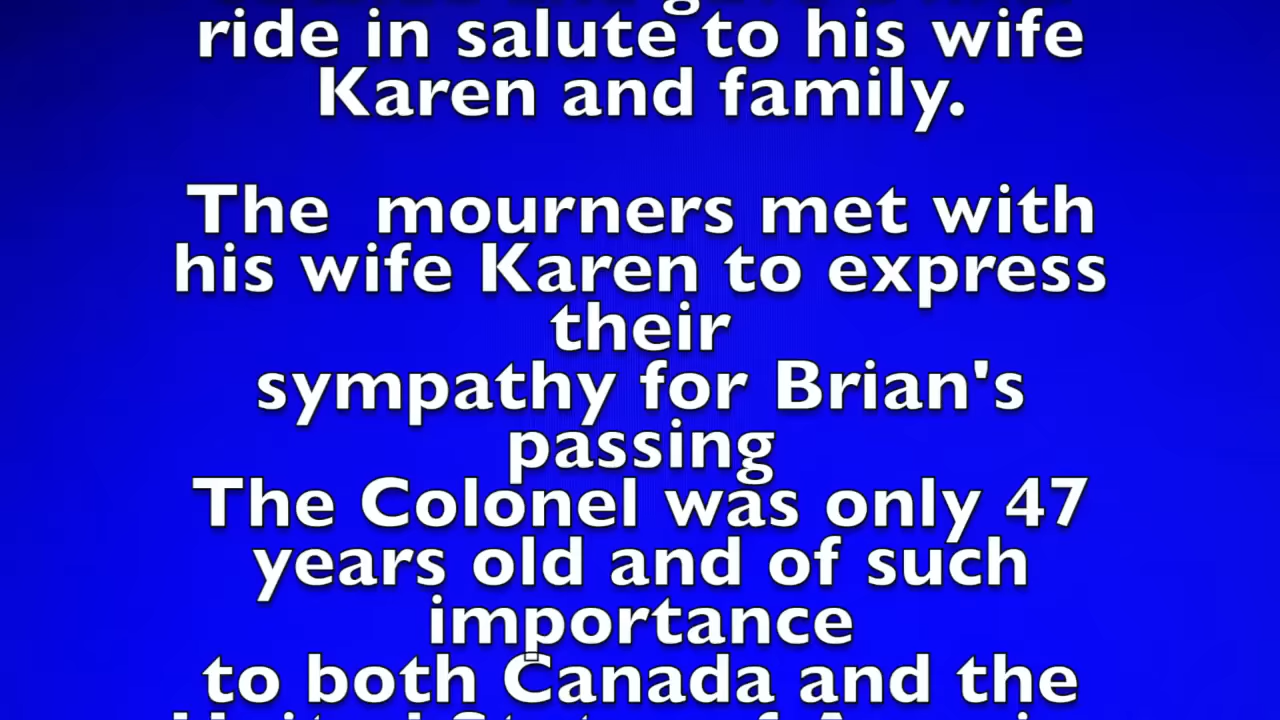 ride in salute to his wife
Karen and family.
The  mourners met with
his wife Karen to express
their
sympathy for Brian's
passing
The Colonel was only 47
years old and of such
importance
to both Canada and the